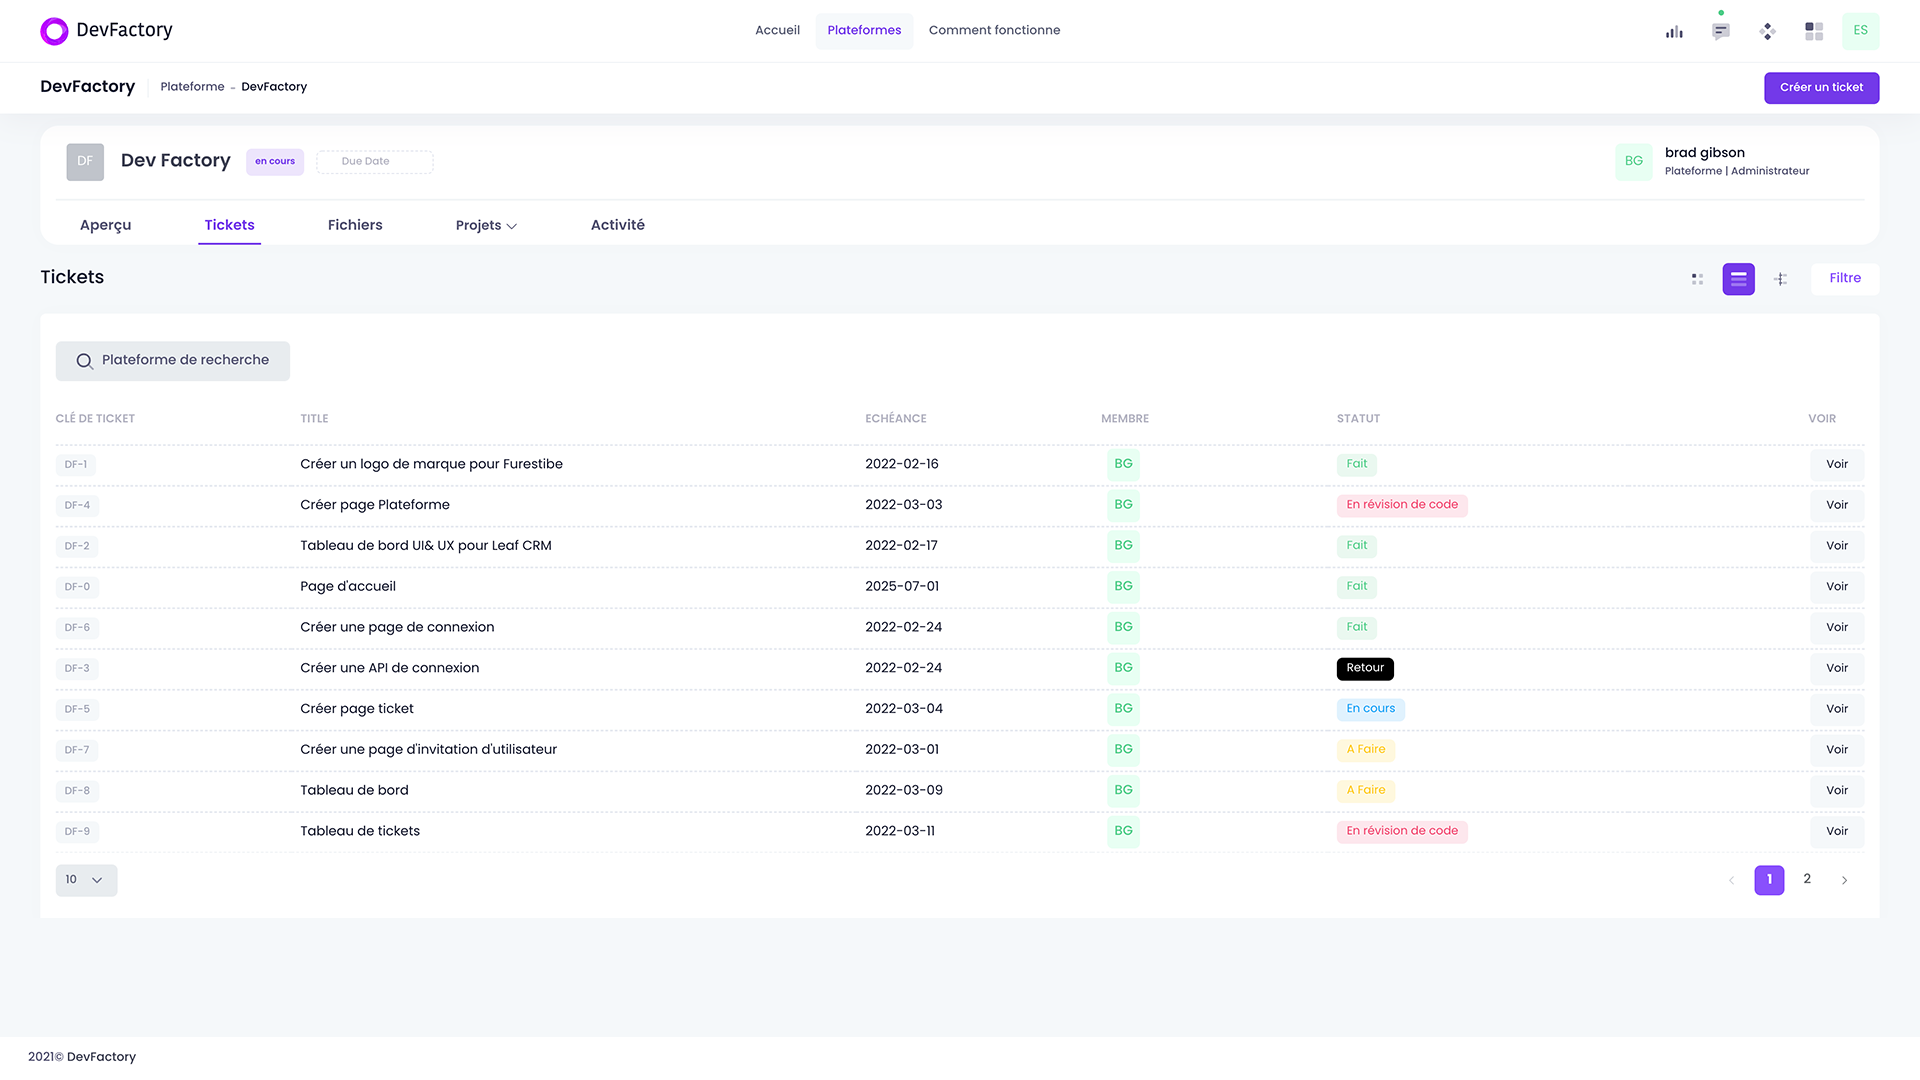 DevFactory
Accueil
Plateformes
Comment fonctionne
ES
DevFactory
Plateforme - DevFactory
Créer un ticket
DF
Dev Factory
en cours
Due Date
BG
brad gibson
Plateforme | Administrateur
Aperçu
Tickets
Fichiers
Projets
Activité
Tickets
Filtre
Plateforme de recherche
CLÉ DE TICKET TITLE ECHÉANCE MEMBRE STATUT VOIR
DF-1 Créer un logo de marque pour Furestibe 2022-02-16 BG Fait Voir
DF-4 Créer page Plateforme 2022-03-03 BG En révision de code Voir
DF-2 Tableau de bord UI& UX pour Leaf CRM 2022-02-17 BG Fait Voir
DF-0 Page d'accueil 2025-07-01 BG Fait Voir
DF-6 Créer une page de connexion 2022-02-24 BG Fait Voir
DF-3 Créer une API de connexion 2022-02-24 BG Retour Voir
DF-5 Créer page ticket 2022-03-04 BG En cours Voir
DF-7 Créer une page d'invitation d'utilisateur 2022-03-01 BG A Faire Voir
DF-8 Tableau de bord 2022-03-09 BG A Faire Voir
DF-9 Tableau de tickets 2022-03-11 BG En révision de code Voir
10
1 2
2021© DevFactory